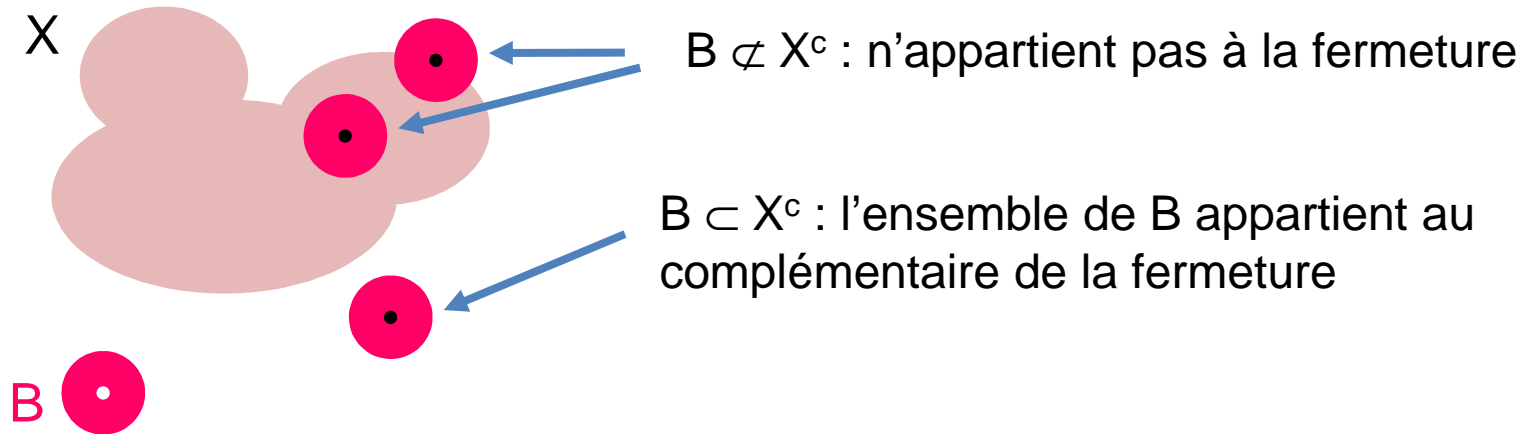 X
B ⊄ Xᶜ : n’appartient pas à la fermeture
B ⊂ Xᶜ : l’ensemble de B appartient au
complémentaire de la fermeture
B